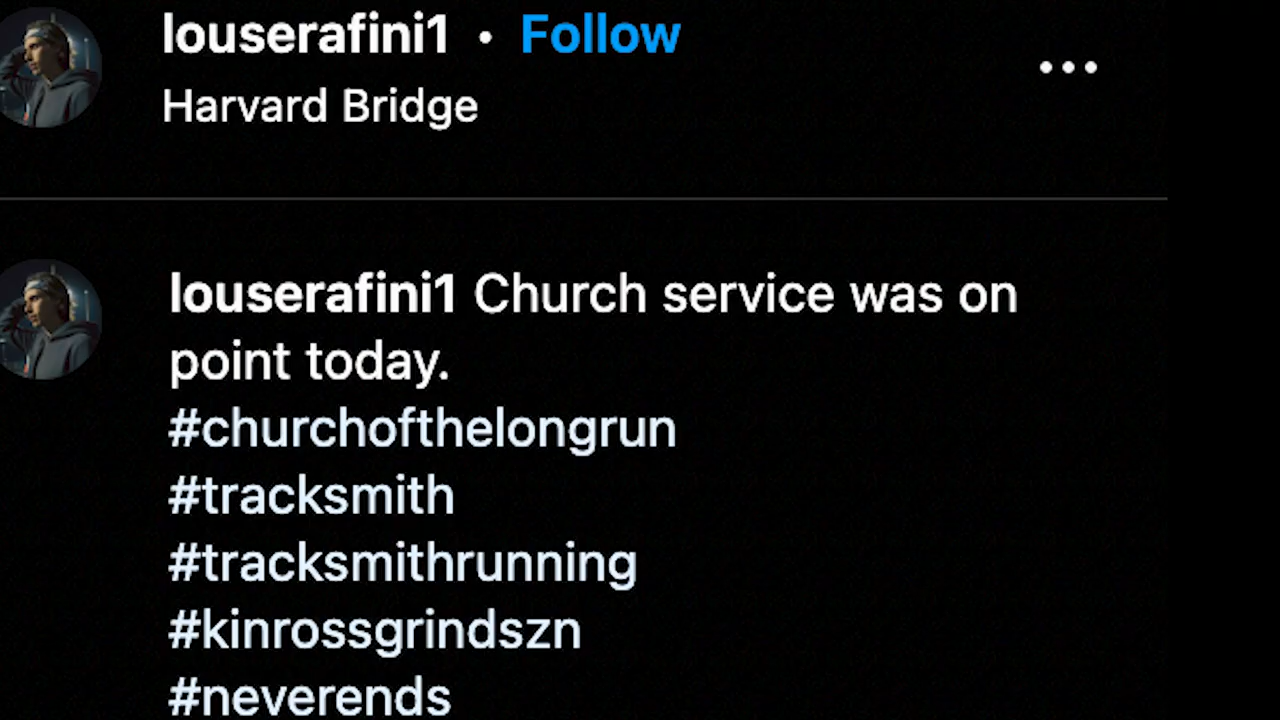 louserafini1 • Follow
Harvard Bridge
louserafini1 Church service was on
point today.
#churchofthelongrun
#tracksmith
#tracksmithrunning
#kinrossgrindszn
#neverends